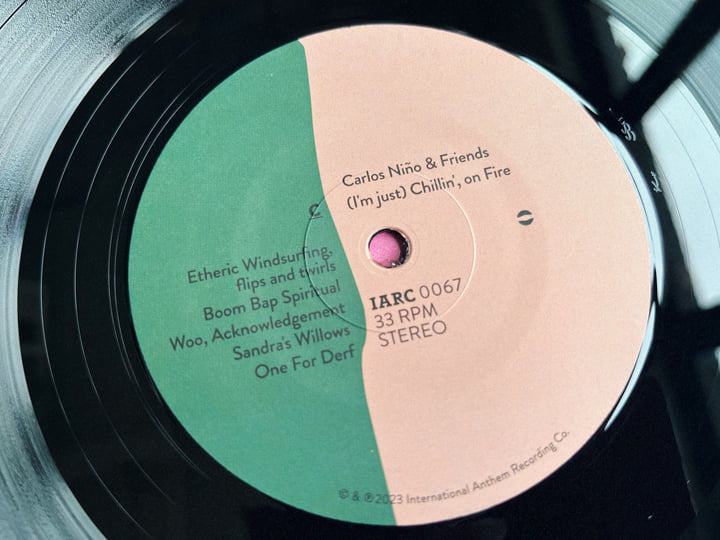 Carlos Niño & Friends
(I'm just) Chillin', on Fire
C
Etheric Windsurfing,
flips and twirls
Boom Bap Spiritual
Woo, Acknowledgement
Sandra's Willows
One For Derf
IARC 0067
33 RPM
STEREO
© & ℗2023 International Anthem Recording Co.